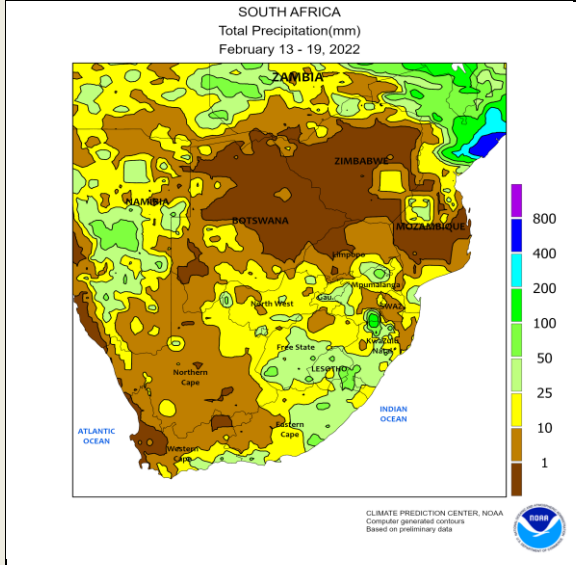 SOUTH AFRICA
Total Precipitation(mm)
February 13 - 19, 2022
ZAMBIA
ZIMBABWE
NAMIBIA
BOTSWANA
MOZAMBIQUE
Limpopo
Mpumalanga
North West
Gau
SWAZ
Kwazulu
Natal
Free State
LESOTHO
Northern
Cape
Eastern
Cape
Western
Cape
ATLANTIC
OCEAN
INDIAN
OCEAN
800
400
200
100
50
25
10
1
CLIMATE PREDICTION CENTER, NOAA
Computer generated contours
Based on preliminary data
NOAA